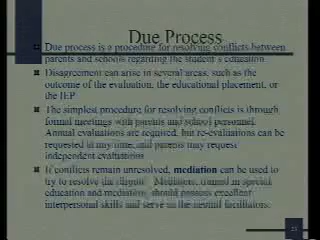 Due Process
Due process is a procedure for resolving conflicts between
parents and schools regarding the student's education
Disagreement can arise in several areas, such as the
outcome of the evaluation, the educational placement, or
the IEP
The simplest procedure for resolving conflicts is through
formal meetings with parents and school personnel.
Annual evaluations are required, but re-evaluations can be
requested at any time, and parents may request
independent evaluations
If conflicts remain unresolved, mediation can be used to
try to resolve the dispute. Mediators, trained in special
education and mediation, should possess excellent
interpersonal skills and serve as the neutral facilitators.